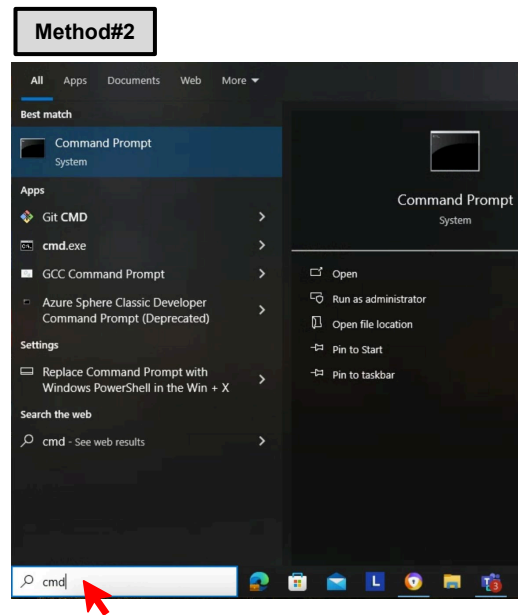 Method#2
All Apps Documents Web More
Best match
Command Prompt
System
Command Prompt
System
Apps
Git CMD
cmd.exe
GCC Command Prompt
Azure Sphere Classic Developer
Command Prompt (Deprecated)
Settings
Replace Command Prompt with
Windows PowerShell in the Win + X
Search the web
cmd - See web results
Open
Run as administrator
Open file location
Pin to Start
Pin to taskbar
cmd
L
3